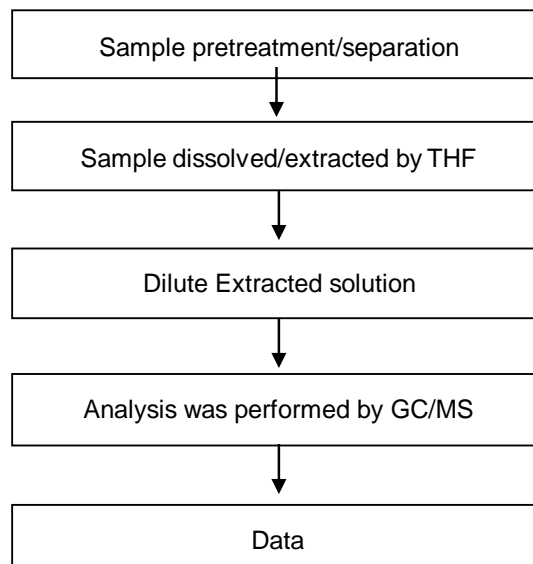 Sample pretreatment/separation
Sample dissolved/extracted by THF
Dilute Extracted solution
Analysis was performed by GC/MS
Data